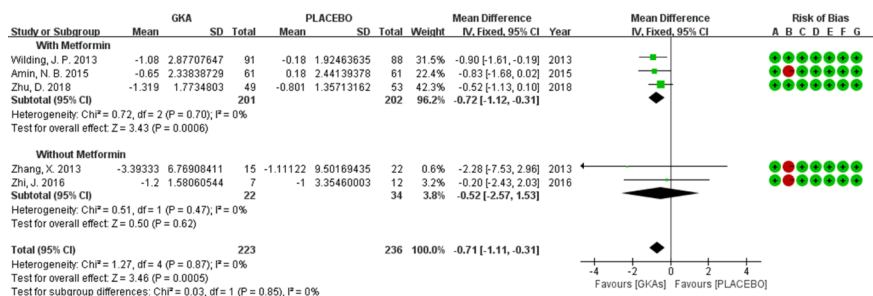 GKA PLACEBO Mean Difference Mean Difference Risk of Bias
Study or Subgroup Mean SD Total Mean SD Total Weight IV, Fixed, 95% CI Year IV, Fixed, 95% CI A B C D E F G
With Metformin
Wilding, J. P. 2013 -1.08 2.87707647 91 -0.18 1.92463635 88 31.5% -0.90 [-1.61, -0.19] 2013
Amin, N. B. 2015 -0.65 2.33838729 61 0.18 2.44139378 61 22.4% -0.83 [-1.68, 0.02] 2015
Zhu, D. 2018 -1.319 1.7734803 49 -0.801 1.35713162 53 42.3% -0.52 [-1.13, 0.10] 2018
Subtotal (95% CI) 201 202 96.2% -0.72 [-1.12, -0.31]
Heterogeneity: Chi² = 0.72, df = 2 (P = 0.70); I² = 0%
Test for overall effect: Z = 3.43 (P = 0.0006)
Without Metformin
Zhang, X. 2013 -3.39333 6.76908411 15 -1.11122 9.50169435 22 0.6% -2.28 [-7.53, 2.96] 2013
Zhi, J. 2016 -1.2 1.58060544 7 -1 3.35460003 12 3.2% -0.20 [-2.43, 2.03] 2016
Subtotal (95% CI) 22 34 3.8% -0.52 [-2.57, 1.53]
Heterogeneity: Chi² = 0.51, df = 1 (P = 0.47); I² = 0%
Test for overall effect: Z = 0.50 (P = 0.62)
Total (95% CI) 223 236 100.0% -0.71 [-1.11, -0.31]
Heterogeneity: Chi² = 1.27, df = 4 (P = 0.87); I² = 0%
Test for overall effect: Z = 3.46 (P = 0.0005)
Test for subgroup differences: Chi² = 0.03, df = 1 (P = 0.85), I² = 0%
-4 -2 0 2 4
Favours [GKAs] Favours [PLACEBO]